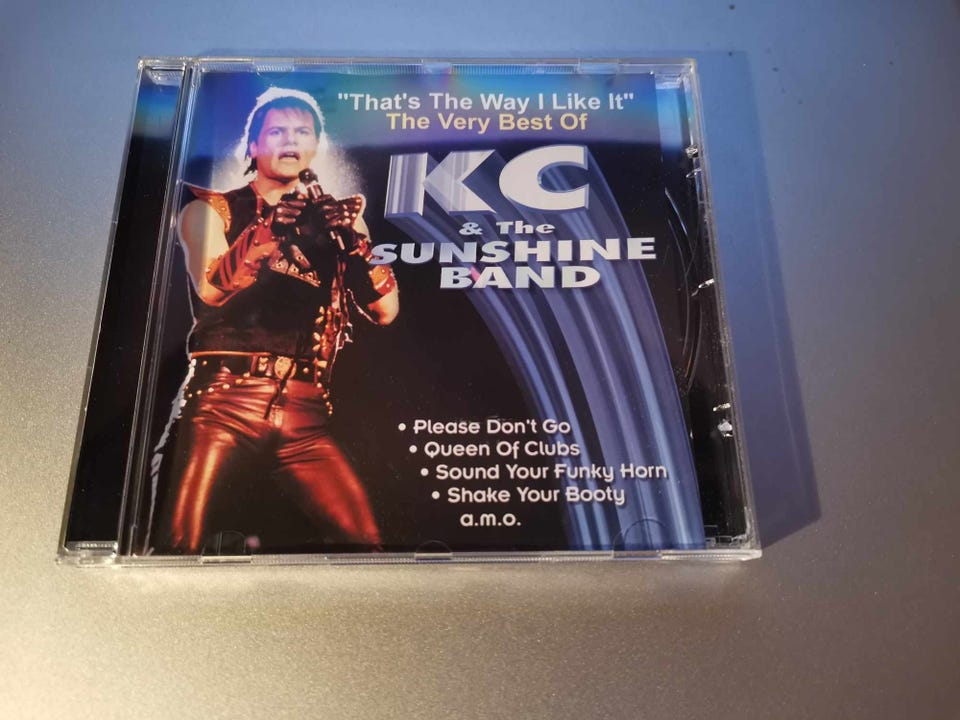 "That's The Way I Like It"
The Very Best Of
KC
& The
SUNSHINE
BAND
• Please Don't Go
• Queen Of Clubs
• Sound Your Funky Horn
• Shake Your Booty
a.m.o.